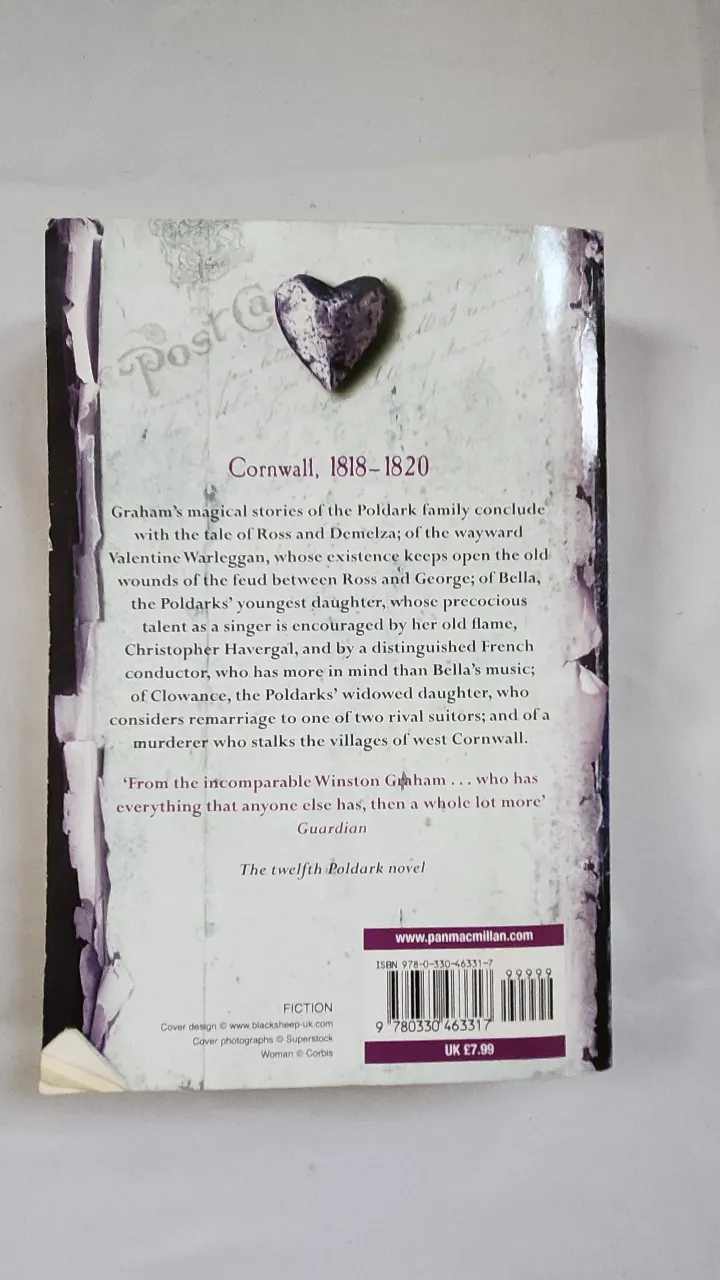 Post Ca
Cornwall, 1818–1820
Graham's magical stories of the Poldark family conclude
with the tale of Ross and Demelza; of the wayward
Valentine Warleggan, whose existence keeps open the old
wounds of the feud between Ross and George; of Bella,
the Poldarks' youngest daughter, whose precocious
talent as a singer is encouraged by her old flame,
Christopher Havergal, and by a distinguished French
conductor, who has more in mind than Bella's music;
of Clowance, the Poldarks' widowed daughter, who
considers remarriage to one of two rival suitors; and of a
murderer who stalks the villages of west Cornwall.
'From the incomparable Winston Graham . . . who has
everything that anyone else has, then a whole lot more'
Guardian
The twelfth Poldark novel
www.panmacmillan.com
ISBN 978-0-330-46331-7
99999
9 780330 463317
UK £7.99
FICTION
Cover design © www.blacksheep-uk.com
Cover photographs © Superstock
Woman © Corbis